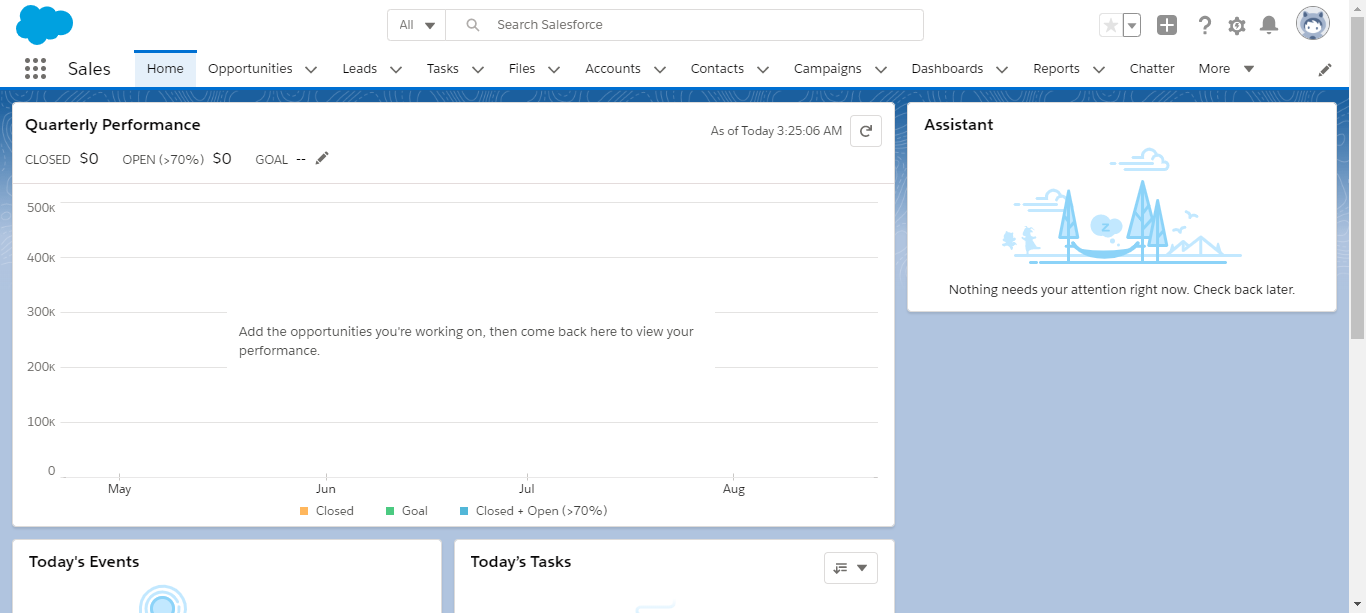 All
Search Salesforce
Sales
Home
Opportunities
Leads
Tasks
Files
Accounts
Contacts
Campaigns
Dashboards
Reports
Chatter
More
Quarterly Performance
As of Today 3:25:06 AM
CLOSED $0 OPEN (>70%) $0 GOAL --
500K
400K
300K
200K
100K
0
Add the opportunities you're working on, then come back here to view your
performance.
May Jun Jul Aug
Closed Goal Closed + Open (>70%)
Assistant
z
Nothing needs your attention right now. Check back later.
Today's Events
Today's Tasks